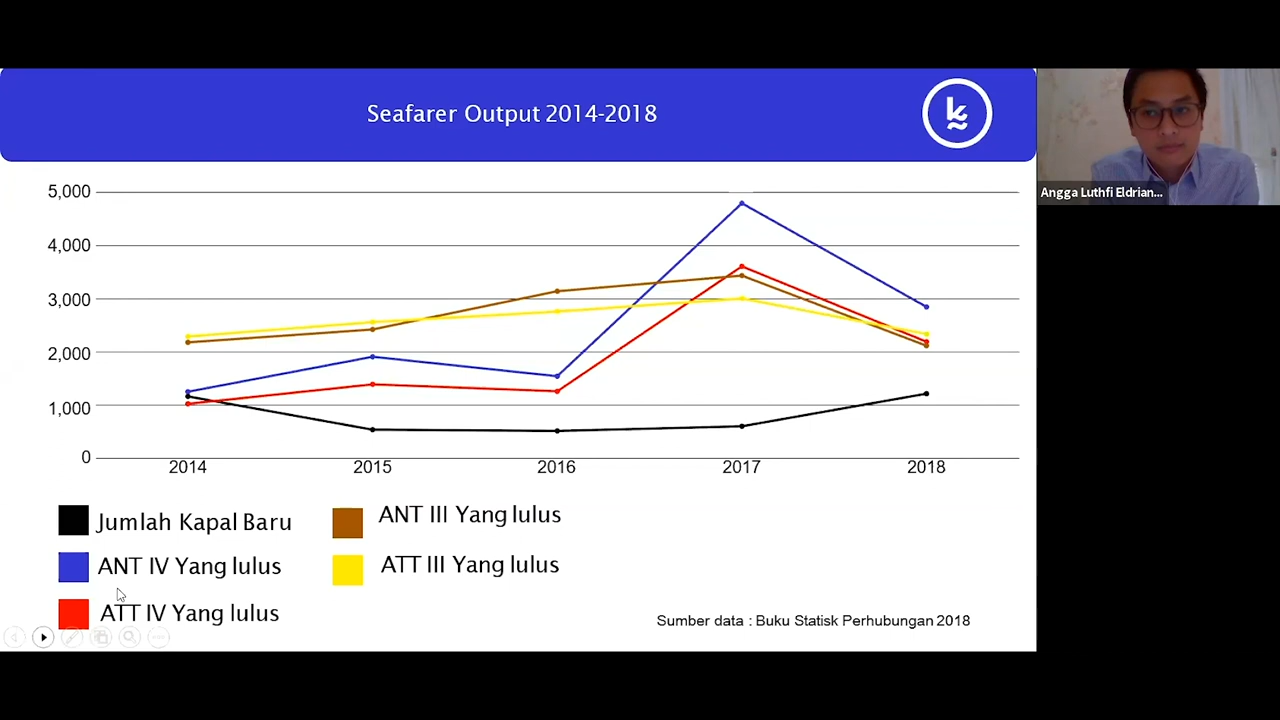 Seafarer Output 2014-2018
Angga Luthfi Eldrian...
5,000
4,000
3,000
2,000
1,000
0
2014 2015 2016 2017 2018
Jumlah Kapal Baru
ANT IV Yang lulus
ATT IV Yang lulus
ANT III Yang lulus
ATT III Yang lulus
Sumber data : Buku Statisk Perhubungan 2018